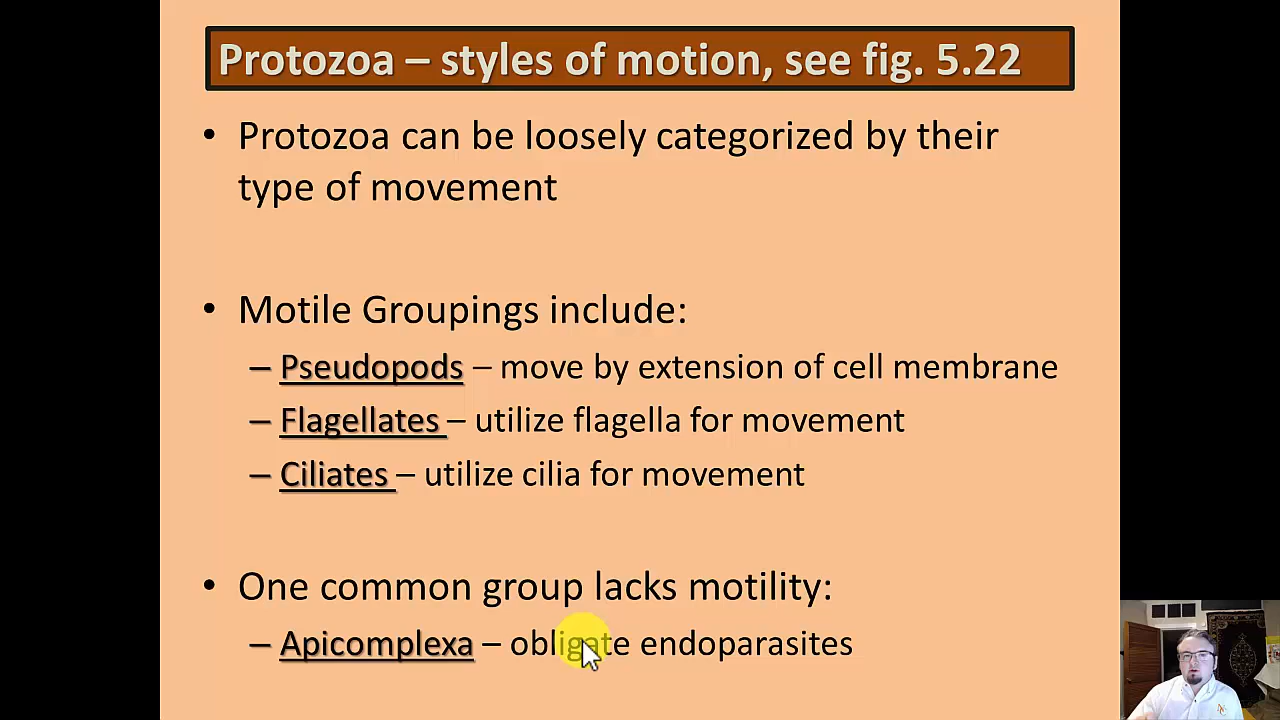 Protozoa – styles of motion, see fig. 5.22
• Protozoa can be loosely categorized by their
type of movement
• Motile Groupings include:
– Pseudopods – move by extension of cell membrane
– Flagellates – utilize flagella for movement
– Ciliates – utilize cilia for movement
• One common group lacks motility:
– Apicomplexa – obligate endoparasites